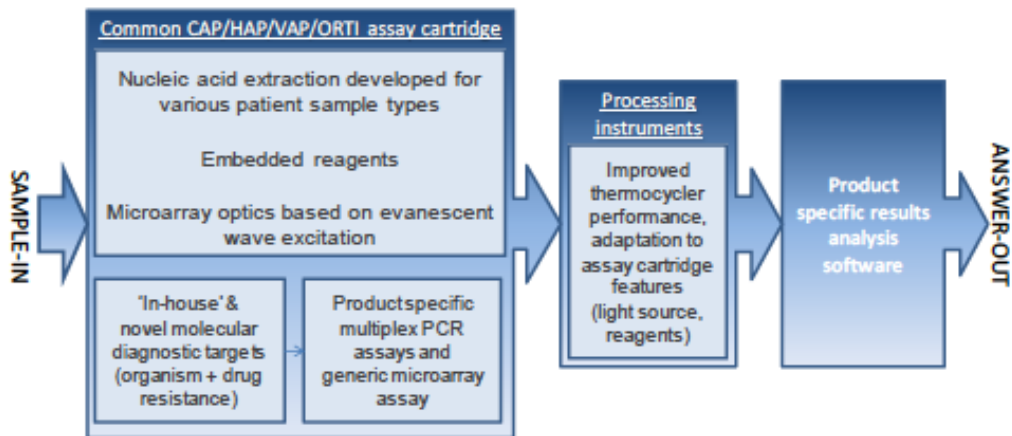 SAMPLE-IN
Common CAP/HAP/VAP/ORTI assay cartridge
Nucleic acid extraction developed for
various patient sample types
Embedded reagents
Microarray optics based on evanescent
wave excitation
'In-house' &
novel molecular
diagnostic targets
(organism + drug
resistance)
Product specific
multiplex PCR
assays and
generic microarray
assay
Processing
instruments
Improved
thermocycler
performance,
adaptation to
assay cartridge
features
(light source,
reagents)
Product
specific results
analysis
software
ANSWER-OUT